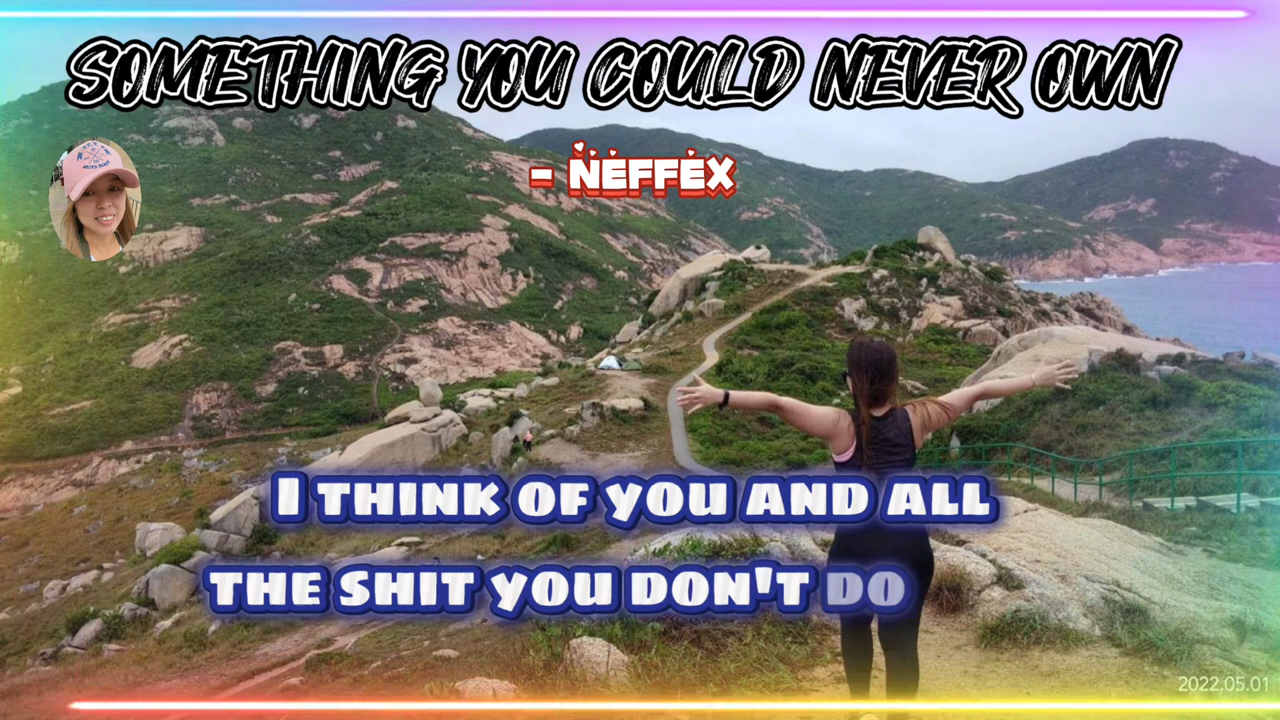 SOMETHING YOU COULD NEVER OWN
- NEFFEX
I THINK OF YOU AND ALL
THE SHIT YOU DON'T DO
2022.05.01